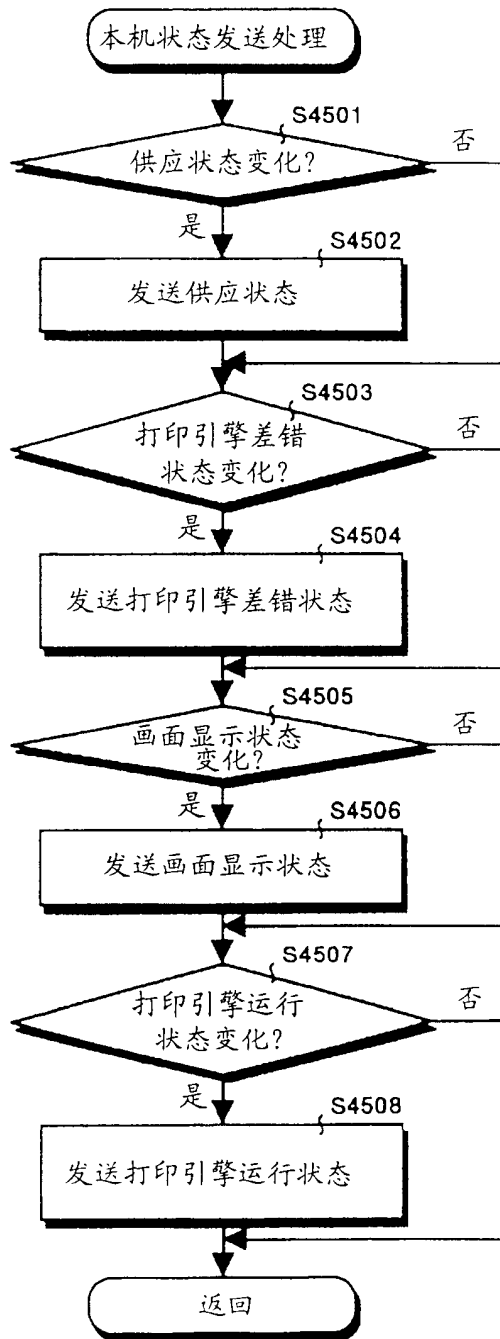 本机状态发送处理
S4501
供应状态变化?
否
是
S4502
发送供应状态
S4503
打印引擎差错
状态变化?
否
是
S4504
发送打印引擎差错状态
S4505
画面显示状态
变化?
否
是
S4506
发送画面显示状态
S4507
打印引擎运行
状态变化?
否
是
S4508
发送打印引擎运行状态
返回